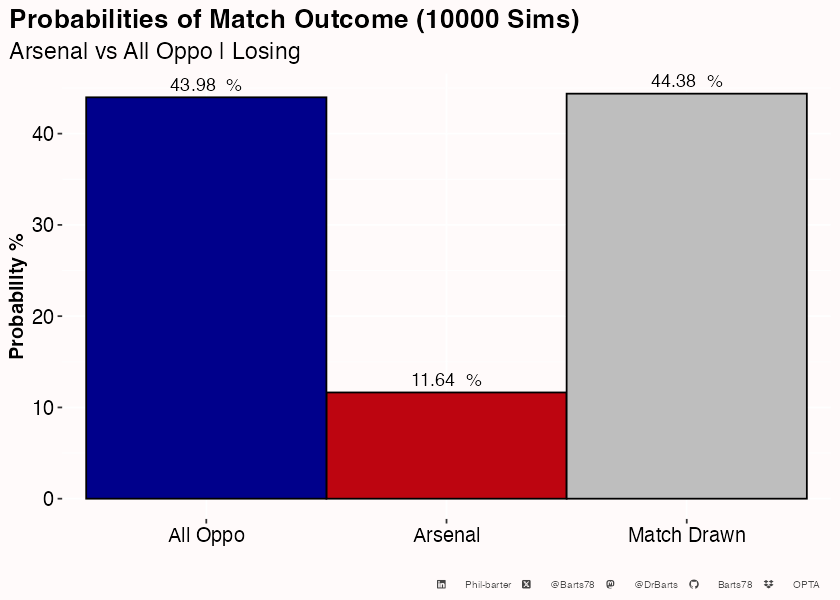 Probabilities of Match Outcome (10000 Sims)
Arsenal vs All Oppo | Losing
43.98 %
44.38 %
11.64 %
Probability %
40
30
20
10
0
All Oppo
Arsenal
Match Drawn
Phil-barter @Barts78 @DrBarts Barts78 OPTA